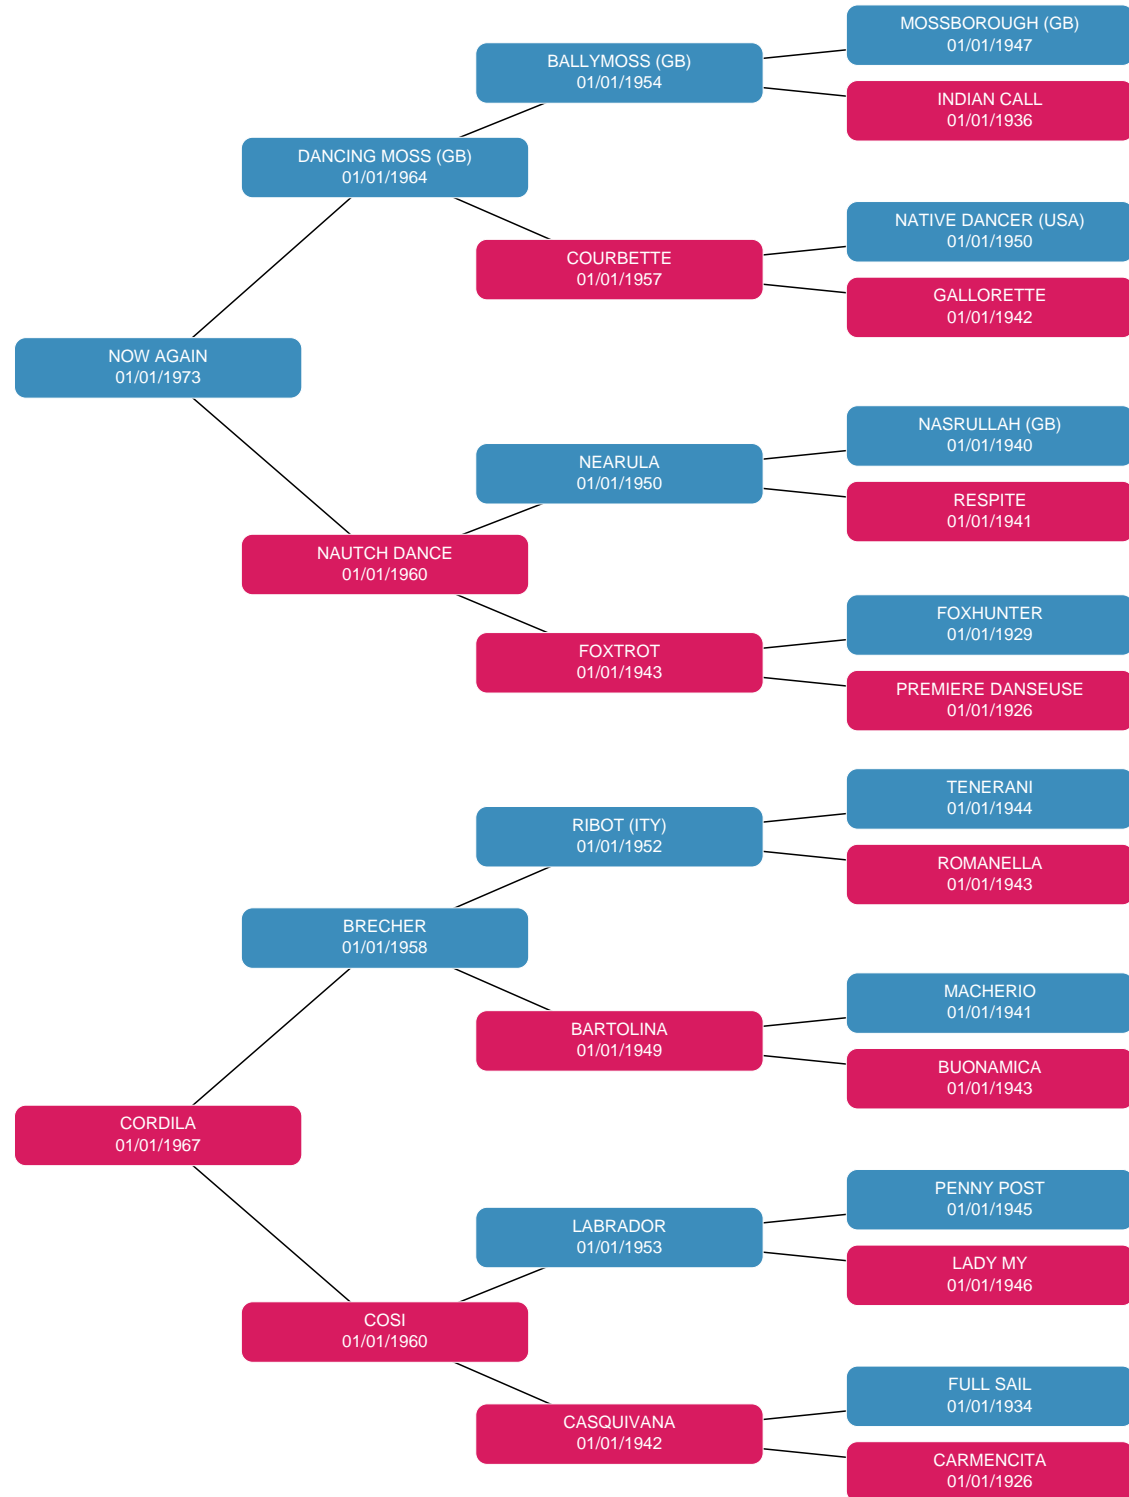 MOSSBOROUGH (GB)
01/01/1947
BALLYMOSS (GB)
01/01/1954
INDIAN CALL
01/01/1936
DANCING MOSS (GB)
01/01/1964
NATIVE DANCER (USA)
01/01/1950
COURBETTE
01/01/1957
GALLORETTE
01/01/1942
NOW AGAIN
01/01/1973
NASRULLAH (GB)
01/01/1940
NEARULA
01/01/1950
RESPITE
01/01/1941
NAUTCH DANCE
01/01/1960
FOXHUNTER
01/01/1929
FOXTROT
01/01/1943
PREMIERE DANSEUSE
01/01/1926
TENERANI
01/01/1944
RIBOT (ITY)
01/01/1952
ROMANELLA
01/01/1943
BRECHER
01/01/1958
MACHERIO
01/01/1941
BARTOLINA
01/01/1949
BUONAMICA
01/01/1943
CORDILA
01/01/1967
PENNY POST
01/01/1945
LABRADOR
01/01/1953
LADY MY
01/01/1946
COSI
01/01/1960
FULL SAIL
01/01/1934
CASQUIVANA
01/01/1942
CARMENCITA
01/01/1926